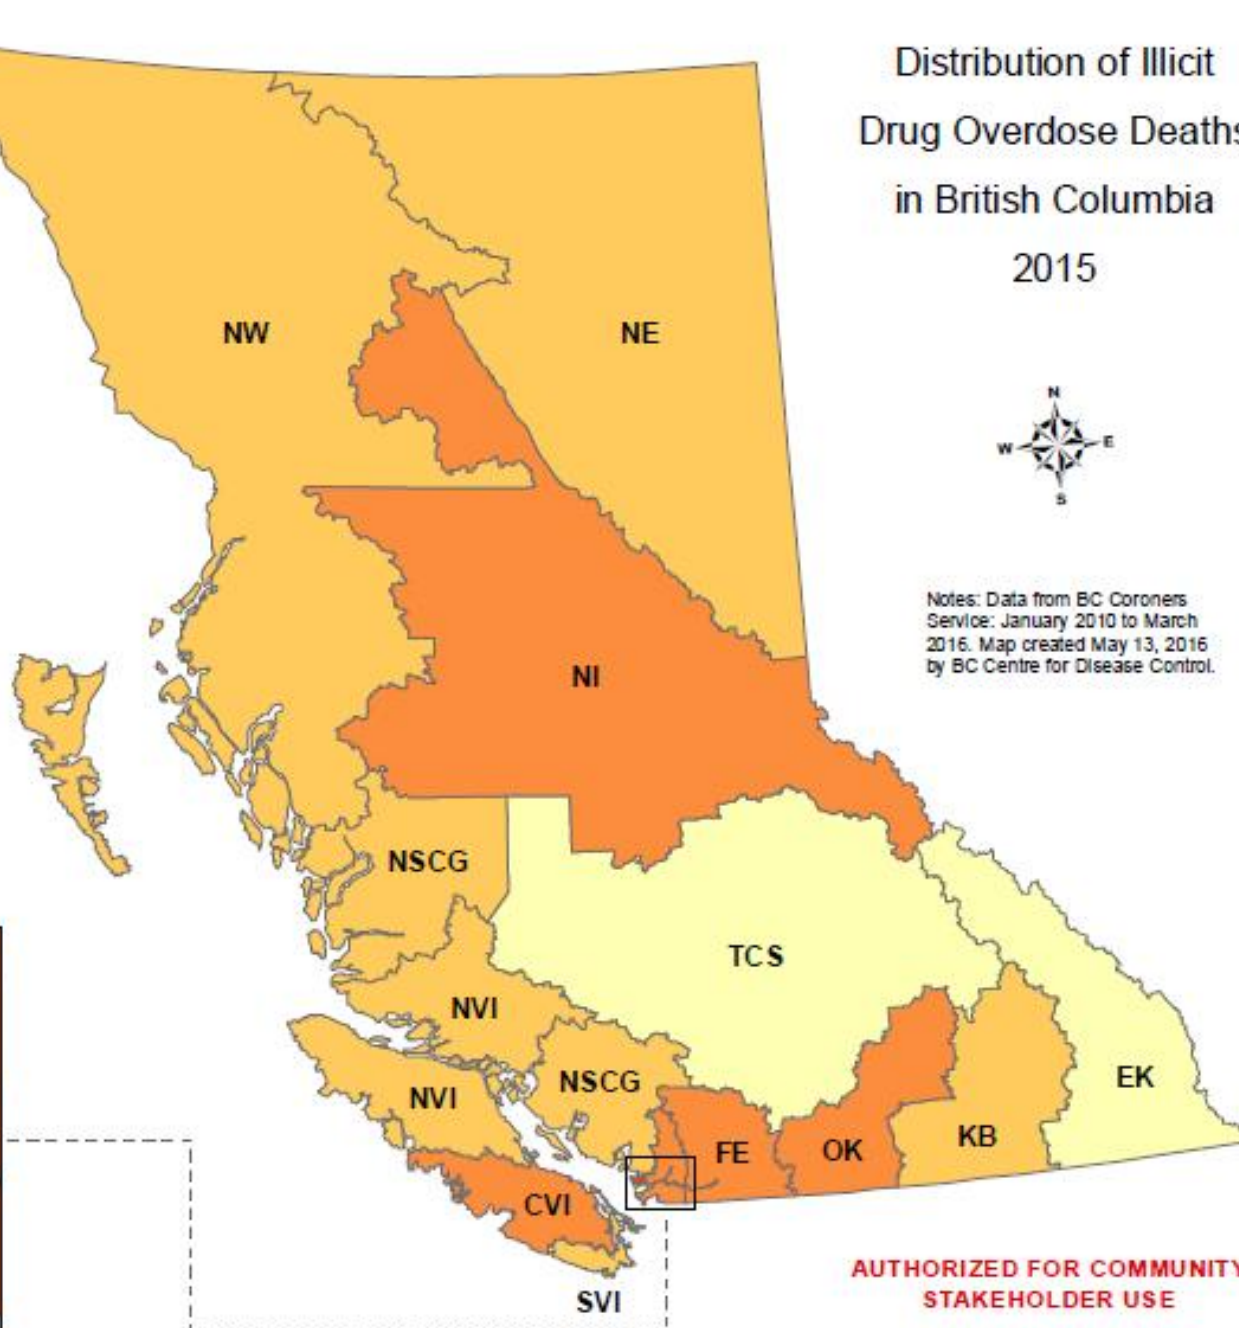 Distribution of Illicit
Drug Overdose Deaths
in British Columbia
2015
NW
NE
N
W
E
S
Notes: Data from BC Coroners
Service: January 2010 to March
2016. Map created May 13, 2016
by BC Centre for Disease Control.
NI
NSCG
TCS
NVI
NSCG
NVI
EK
KB
FE
OK
CVI
SVI
AUTHORIZED FOR COMMUNITY
STAKEHOLDER USE